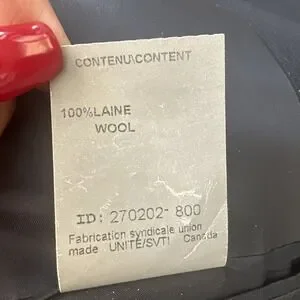 CONTENU\CONTENT
100%LAINE
WOOL
ID: 270202- 800
Fabrication syndicale union
made UNITE/SVTI Canada